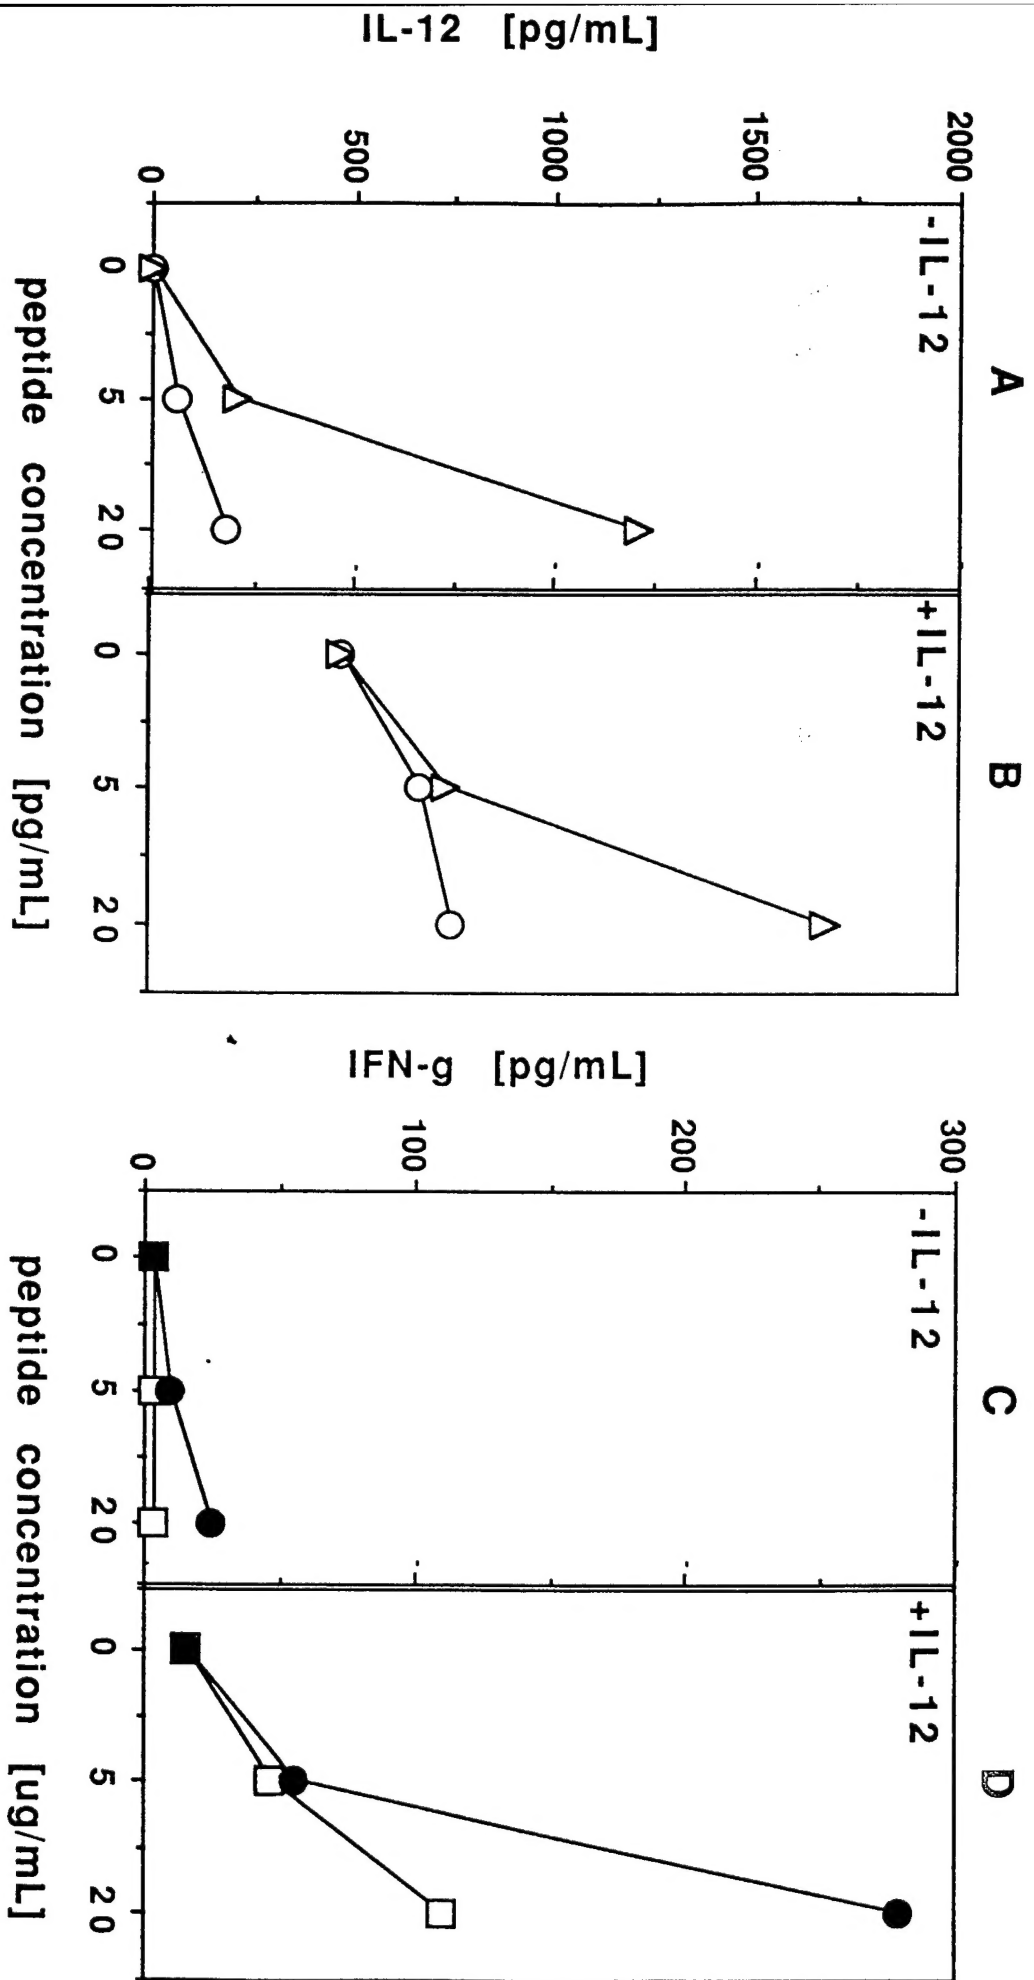 A
B
IL-12 [pg/mL]
2000
1500
1000
500
0
-IL-12
+IL-12
0
5
20
0
5
20
peptide concentration [pg/mL]
C
D
IFN-g [pg/mL]
300
200
100
0
-IL-12
+IL-12
0
5
20
0
5
20
peptide concentration [ug/mL]